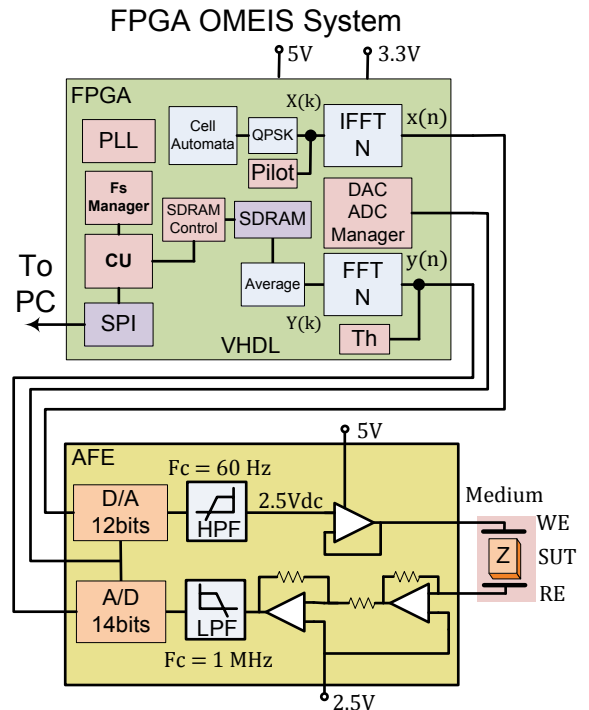 FPGA OMEIS System
5V
3.3V
FPGA
X(k)
x(n)
Cell
Automata
QPSK
IFFT
N
PLL
Pilot
Fs
Manager
SDRAM
Control
SDRAM
DAC
ADC
Manager
CU
To
PC
Average
FFT
N
y(n)
SPI
Y(k)
Th
VHDL
AFE
5V
Fc = 60 Hz
D/A
12bits
HPF
2.5Vdc
Medium
WE
Z
SUT
RE
A/D
14bits
LPF
Fc = 1 MHz
2.5V